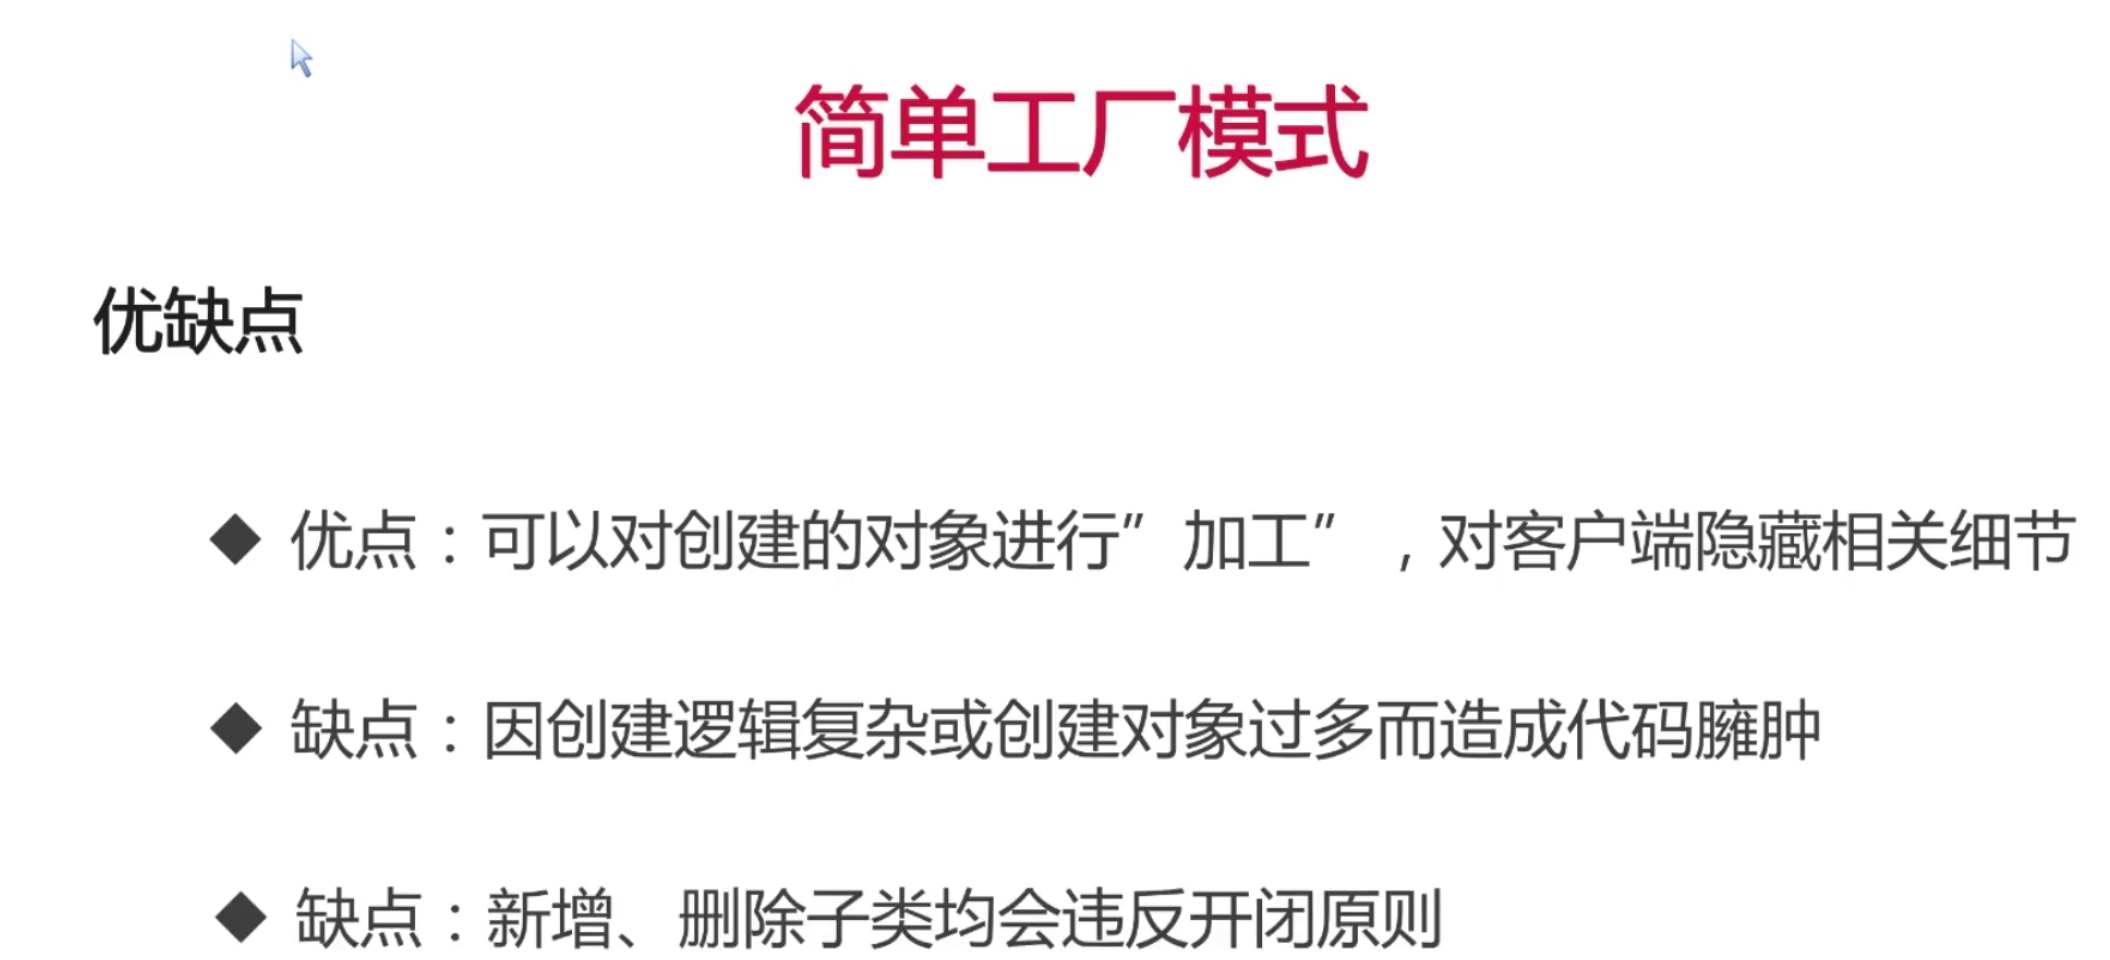 简单工厂模式
优缺点
◆ 优点：可以对创建的对象进行”加工”，对客户端隐藏相关细节
◆ 缺点：因创建逻辑复杂或创建对象过多而造成代码臃肿
◆ 缺点：新增、删除子类均会违反开闭原则